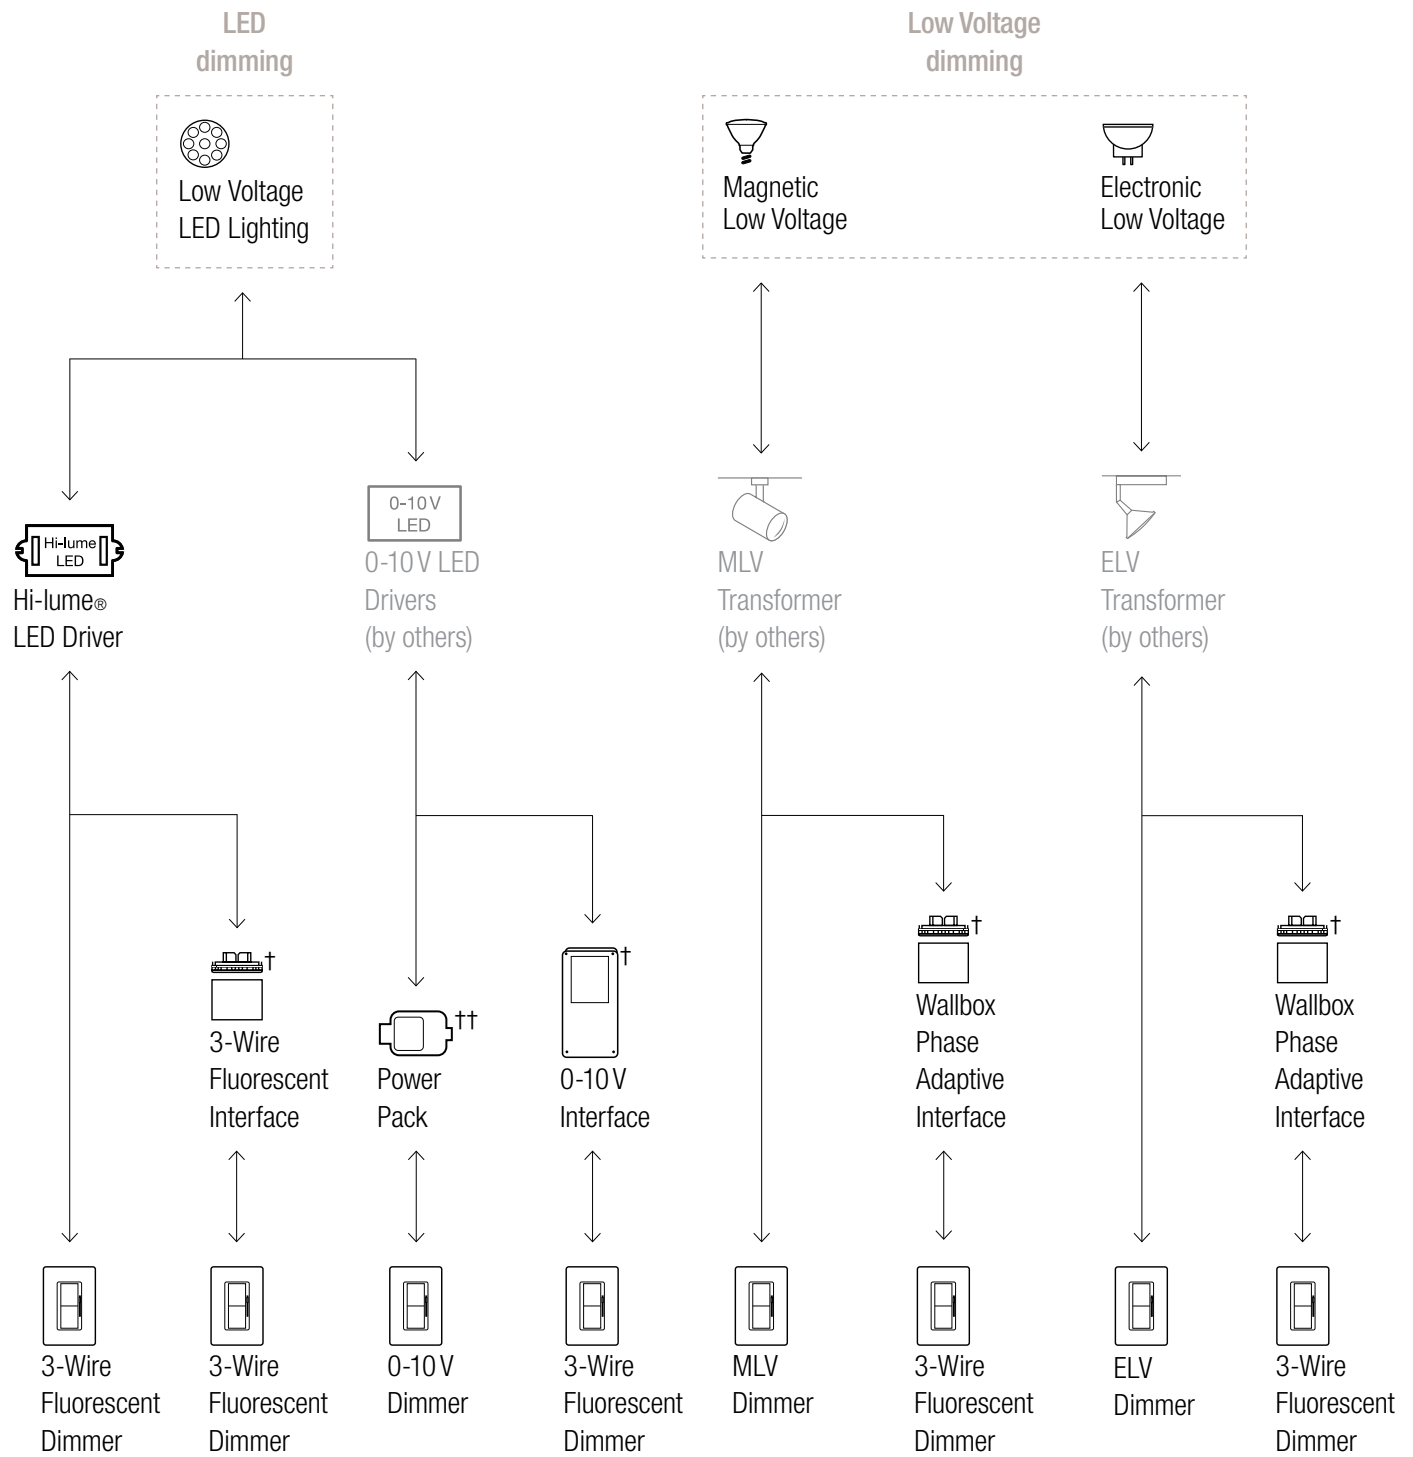 LED
dimming
Low Voltage
dimming
Low Voltage
LED Lighting
Magnetic
Low Voltage
Electronic
Low Voltage
Hi-lume
LED
Hi-lume®
LED Driver
0-10 V
LED
0-10 V LED
Drivers
(by others)
MLV
Transformer
(by others)
ELV
Transformer
(by others)
†
3-Wire
Fluorescent
Interface
††
Power
Pack
†
0-10 V
Interface
†
Wallbox
Phase
Adaptive
Interface
†
Wallbox
Phase
Adaptive
Interface
3-Wire
Fluorescent
Dimmer
3-Wire
Fluorescent
Dimmer
0-10 V
Dimmer
3-Wire
Fluorescent
Dimmer
MLV
Dimmer
3-Wire
Fluorescent
Dimmer
ELV
Dimmer
3-Wire
Fluorescent
Dimmer